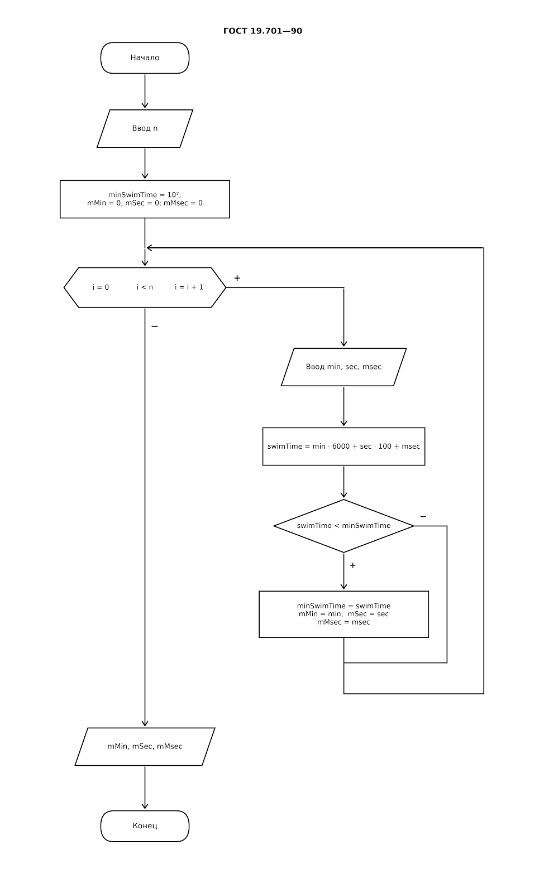 ГОСТ 19.701—90
Начало
Ввод n
minSwimTime = 10⁷;
mMin = 0; mSec = 0; mMsec = 0
i = 0 i < n i = i + 1
+
—
Ввод min, sec, msec
swimTime = min · 6000 + sec · 100 + msec
swimTime < minSwimTime
—
+
minSwimTime = swimTime
mMin = min; mSec = sec
mMsec = msec
mMin, mSec, mMsec
Конец